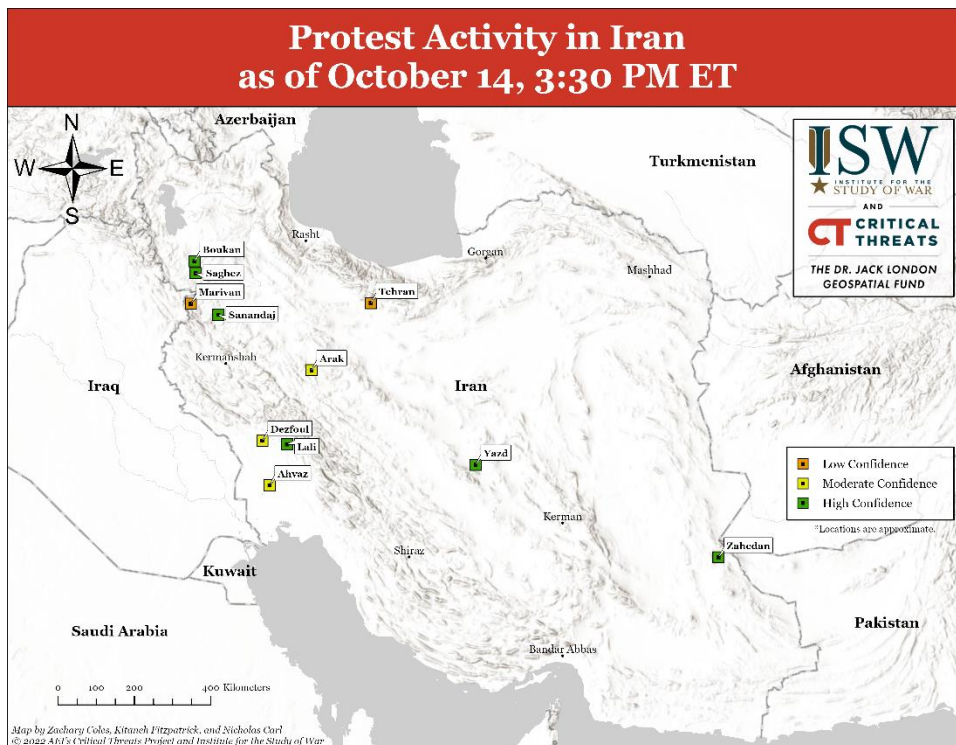 Protest Activity in Iran
as of October 14, 3:30 PM ET
N
W E
S
Azerbaijan
Turkmenistan
ISW
INSTITUTE FOR THE
STUDY OF WAR
AND
CT CRITICAL
THREATS
THE DR. JACK LONDON
GEOSPATIAL FUND
Rasht
Gorgan
Mashhad
Boukan
Saghez
Marivan
Tehran
Sanandaj
Kermanshah
Arak
Iraq
Iran
Afghanistan
Dezfoul
Lali
Yazd
Ahvaz
Low Confidence
Moderate Confidence
High Confidence
*Locations are approximate.
Kerman
Shiraz
Zahedan
Kuwait
Saudi Arabia
Pakistan
Bandar Abbas
0 100 200 400 Kilometers
Map by Zachary Coles, Kitaneh Fitzpatrick, and Nicholas Carl
© 2022 AEI's Critical Threats Project and Institute for the Study of War